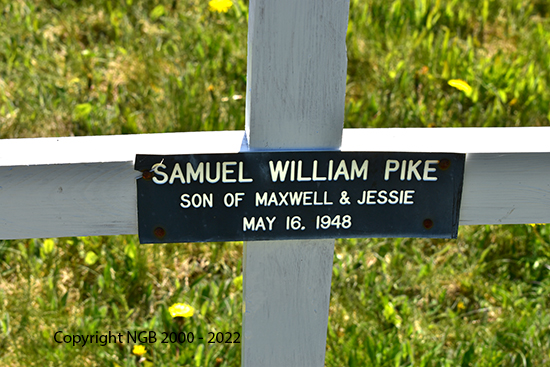 SAMUEL WILLIAM PIKE
SON OF MAXWELL & JESSIE
MAY 16, 1948
Copyright NGB 2000 - 2022